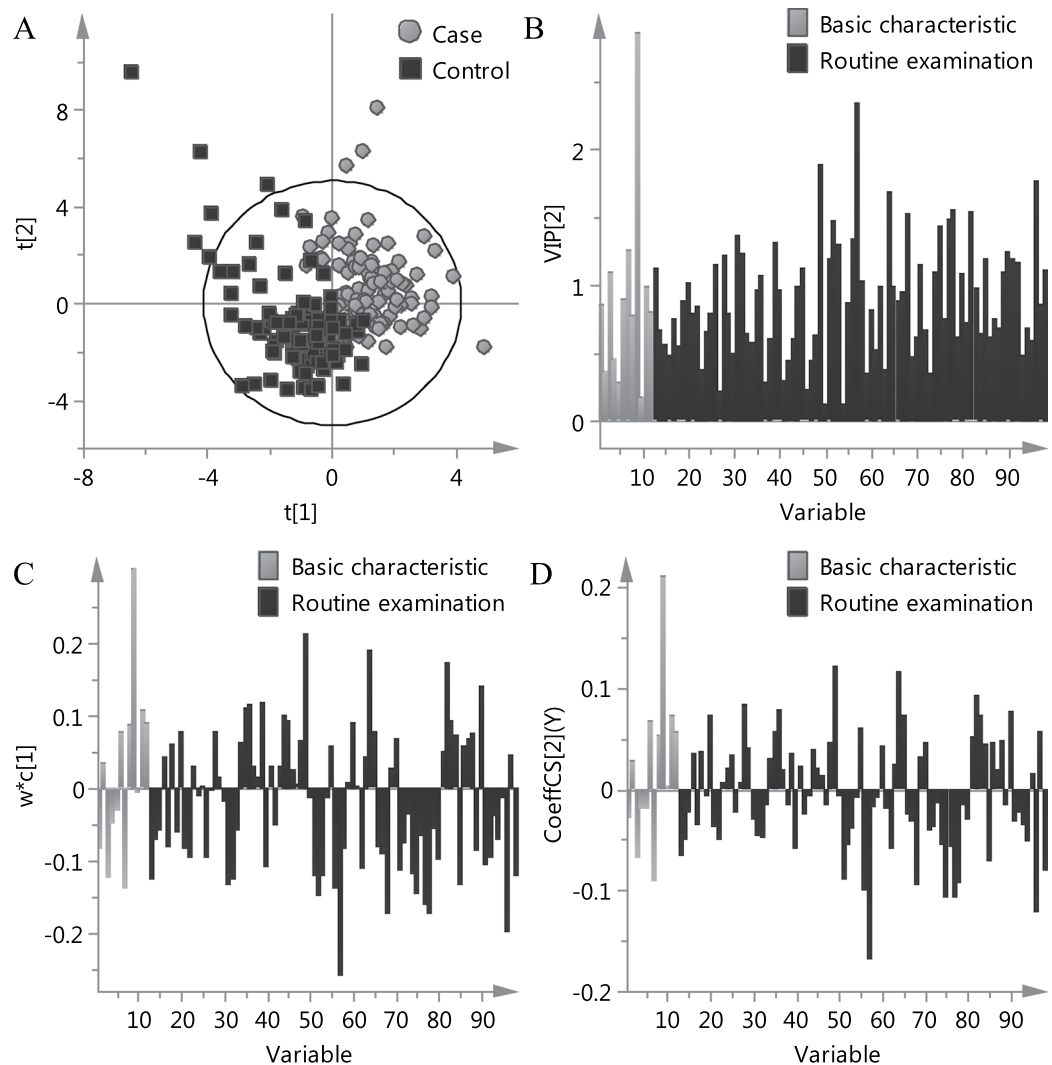 A
Case
Control
8
4
0
-4
t[2]
-8
-4
0
4
t[1]
B
Basic characteristic
Routine examination
2
1
0
VIP[2]
10 20 30 40 50 60 70 80 90
Variable
C
Basic characteristic
Routine examination
0.2
0.1
0
-0.1
-0.2
w*c[1]
10 20 30 40 50 60 70 80 90
Variable
D
Basic characteristic
Routine examination
0.2
0.1
0
-0.1
-0.2
CoeffCS[2](Y)
10 20 30 40 50 60 70 80 90
Variable